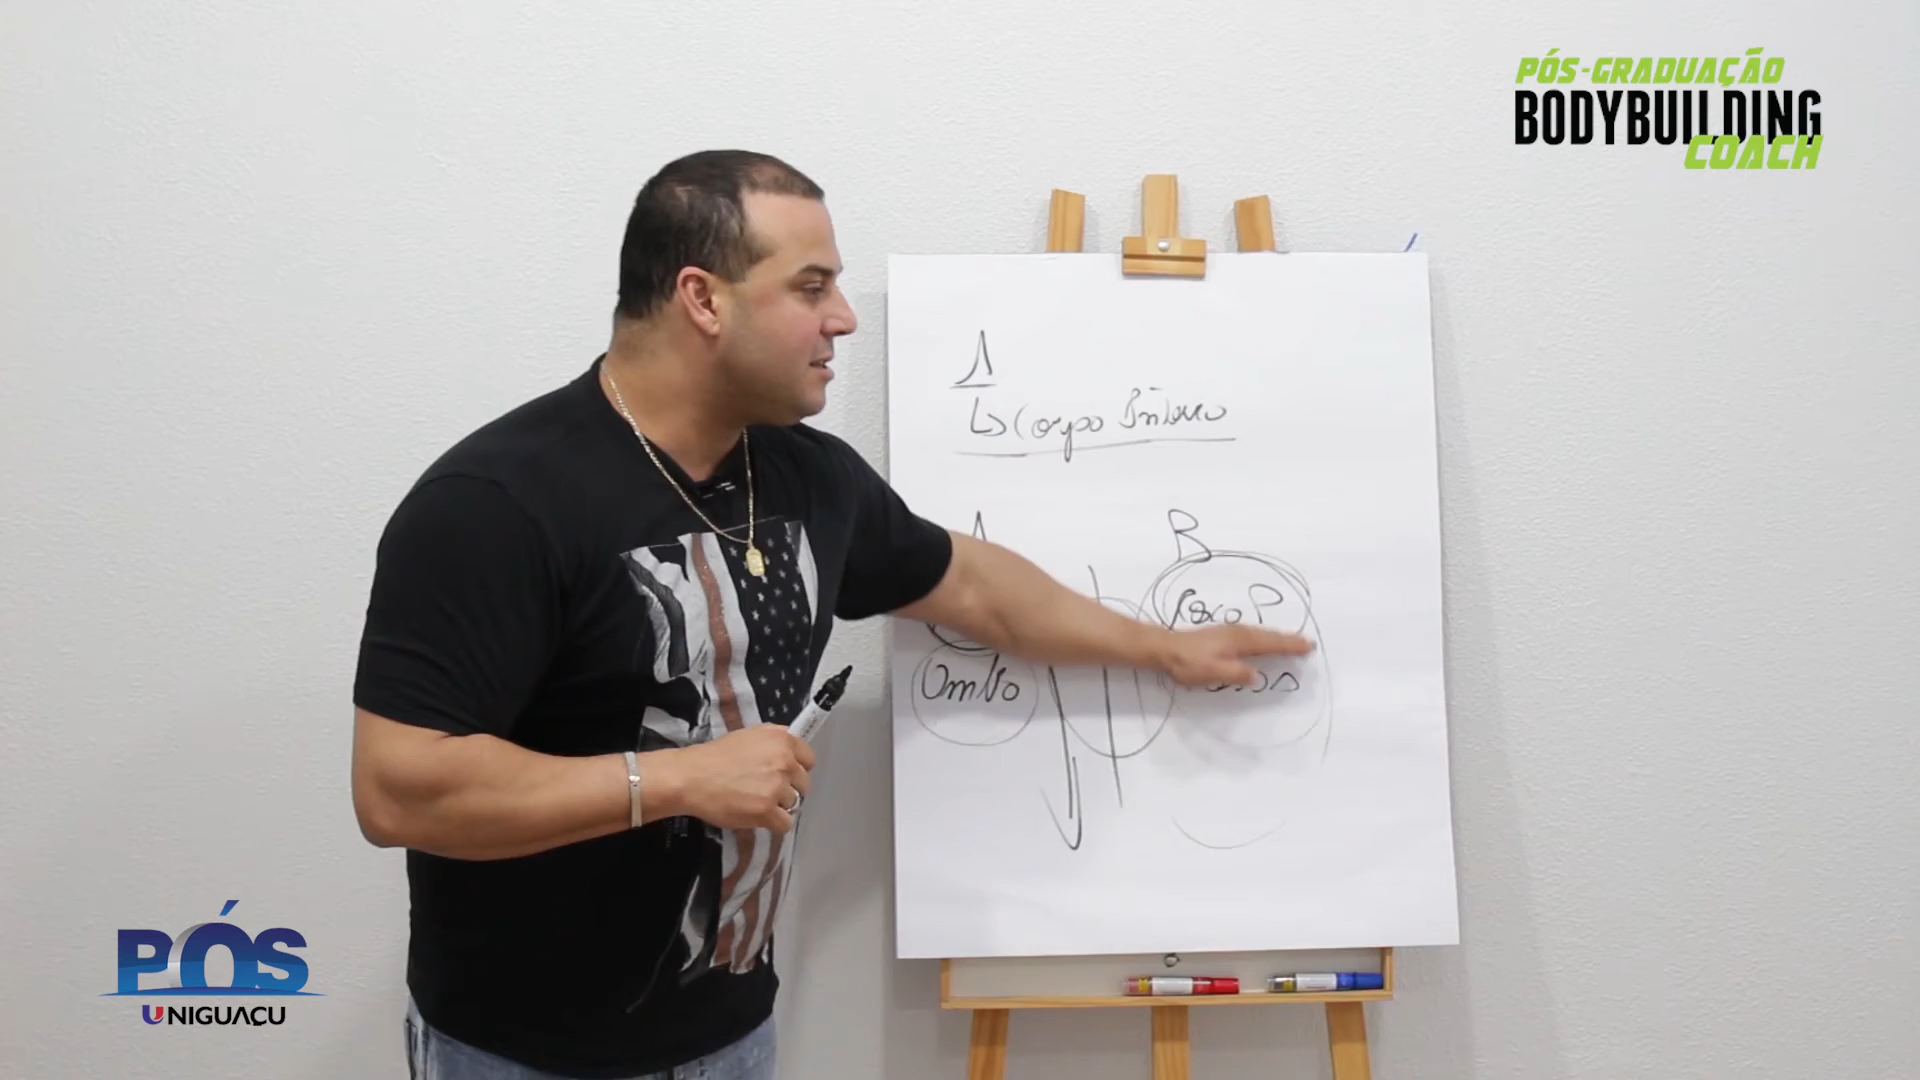 PÓS-GRADUAÇÃO
BODYBUILDING
COACH
A
↳ Corpo Inteiro
A
B
Ombro
PÓS
UNIGUAÇU